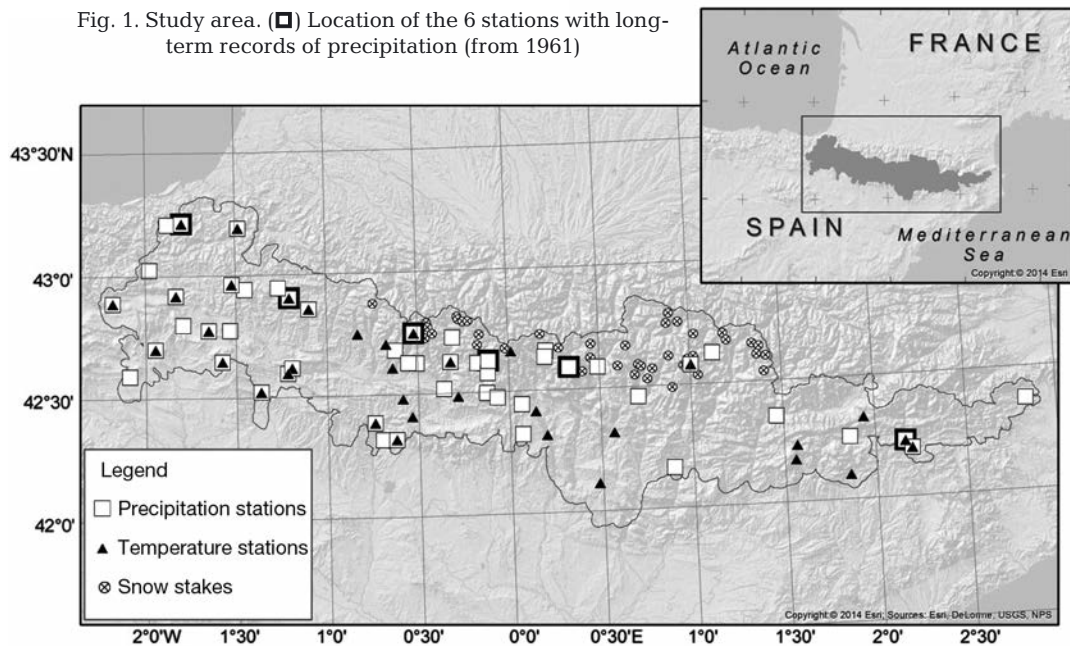 Fig. 1. Study area. (□) Location of the 6 stations with long-
term records of precipitation (from 1961)
Atlantic
Ocean
FRANCE
SPAIN
Mediterranean
Sea
Copyright:© 2014 Esri
43°30'N
43°0'
42°30'
42°0'
Legend
Precipitation stations
Temperature stations
Snow stakes
Copyright:© 2014 Esri, Sources: Esri, DeLorme, USGS, NPS
2°0'W
1°30'
1°0'
0°30'
0°0'
0°30'E
1°0'
1°30'
2°0'
2°30'